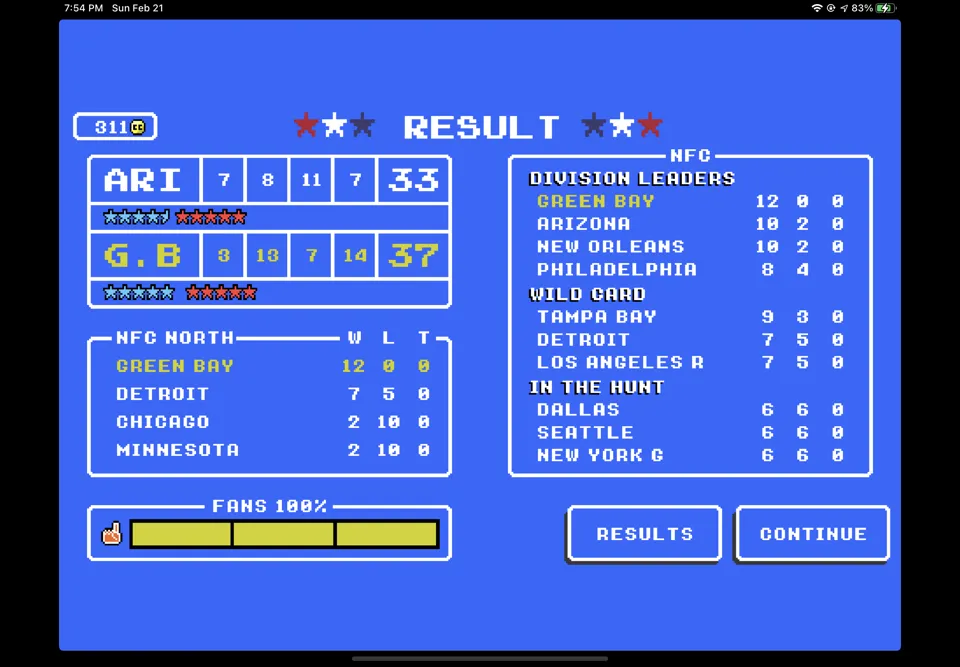 7:54 PM Sun Feb 21 83%
311
RESULT
ARI 7 8 11 7 33
G.B 3 13 7 14 37
NFC NORTH W L T
GREEN BAY 12 0 0
DETROIT 7 5 0
CHICAGO 2 10 0
MINNESOTA 2 10 0
FANS 100%
NFC
DIVISION LEADERS
GREEN BAY 12 0 0
ARIZONA 10 2 0
NEW ORLEANS 10 2 0
PHILADELPHIA 8 4 0
WILD CARD
TAMPA BAY 9 3 0
DETROIT 7 5 0
LOS ANGELES R 7 5 0
IN THE HUNT
DALLAS 6 6 0
SEATTLE 6 6 0
NEW YORK G 6 6 0
RESULTS
CONTINUE